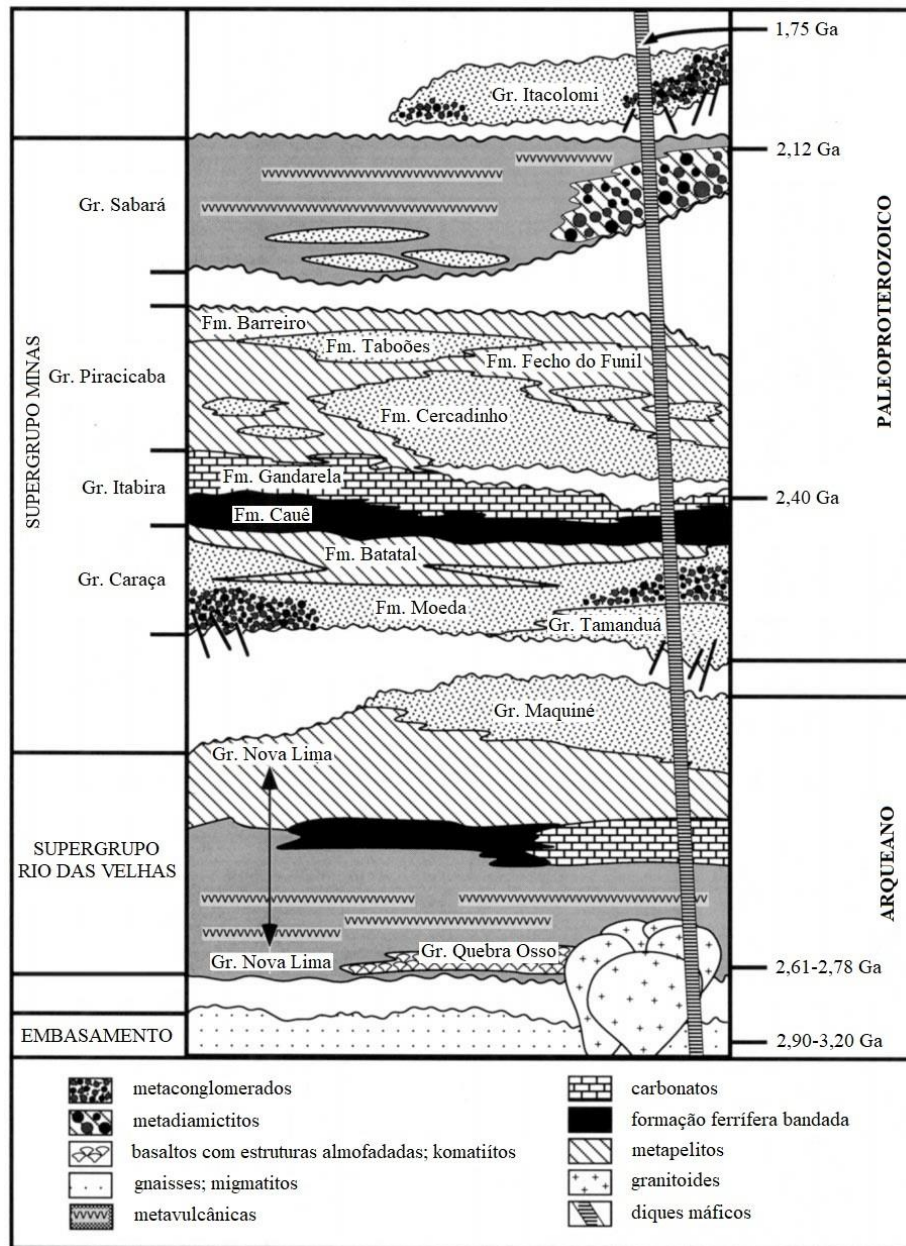 1,75 Ga
Gr. Itacolomi
2,12 Ga
Gr. Sabará
PALEOPROTEROZOICO
SUPERGRUPO MINAS
Fm. Barreiro
Fm. Taboões
Fm. Fecho do Funil
Gr. Piracicaba
Fm. Cercadinho
Fm. Gandarela
Gr. Itabira
2,40 Ga
Fm. Cauê
Fm. Batatal
Gr. Caraça
Fm. Moeda
Gr. Tamanduá
Gr. Maquiné
Gr. Nova Lima
SUPERGRUPO
RIO DAS VELHAS
ARQUEANO
Gr. Quebra Osso
Gr. Nova Lima
2,61-2,78 Ga
EMBASAMENTO
2,90-3,20 Ga
metaconglomerados
metadiamictitos
basaltos com estruturas almofadadas; komatiítos
gnaisses; migmatitos
metavulcânicas
carbonatos
formação ferrífera bandada
metapelitos
granitoides
diques máficos